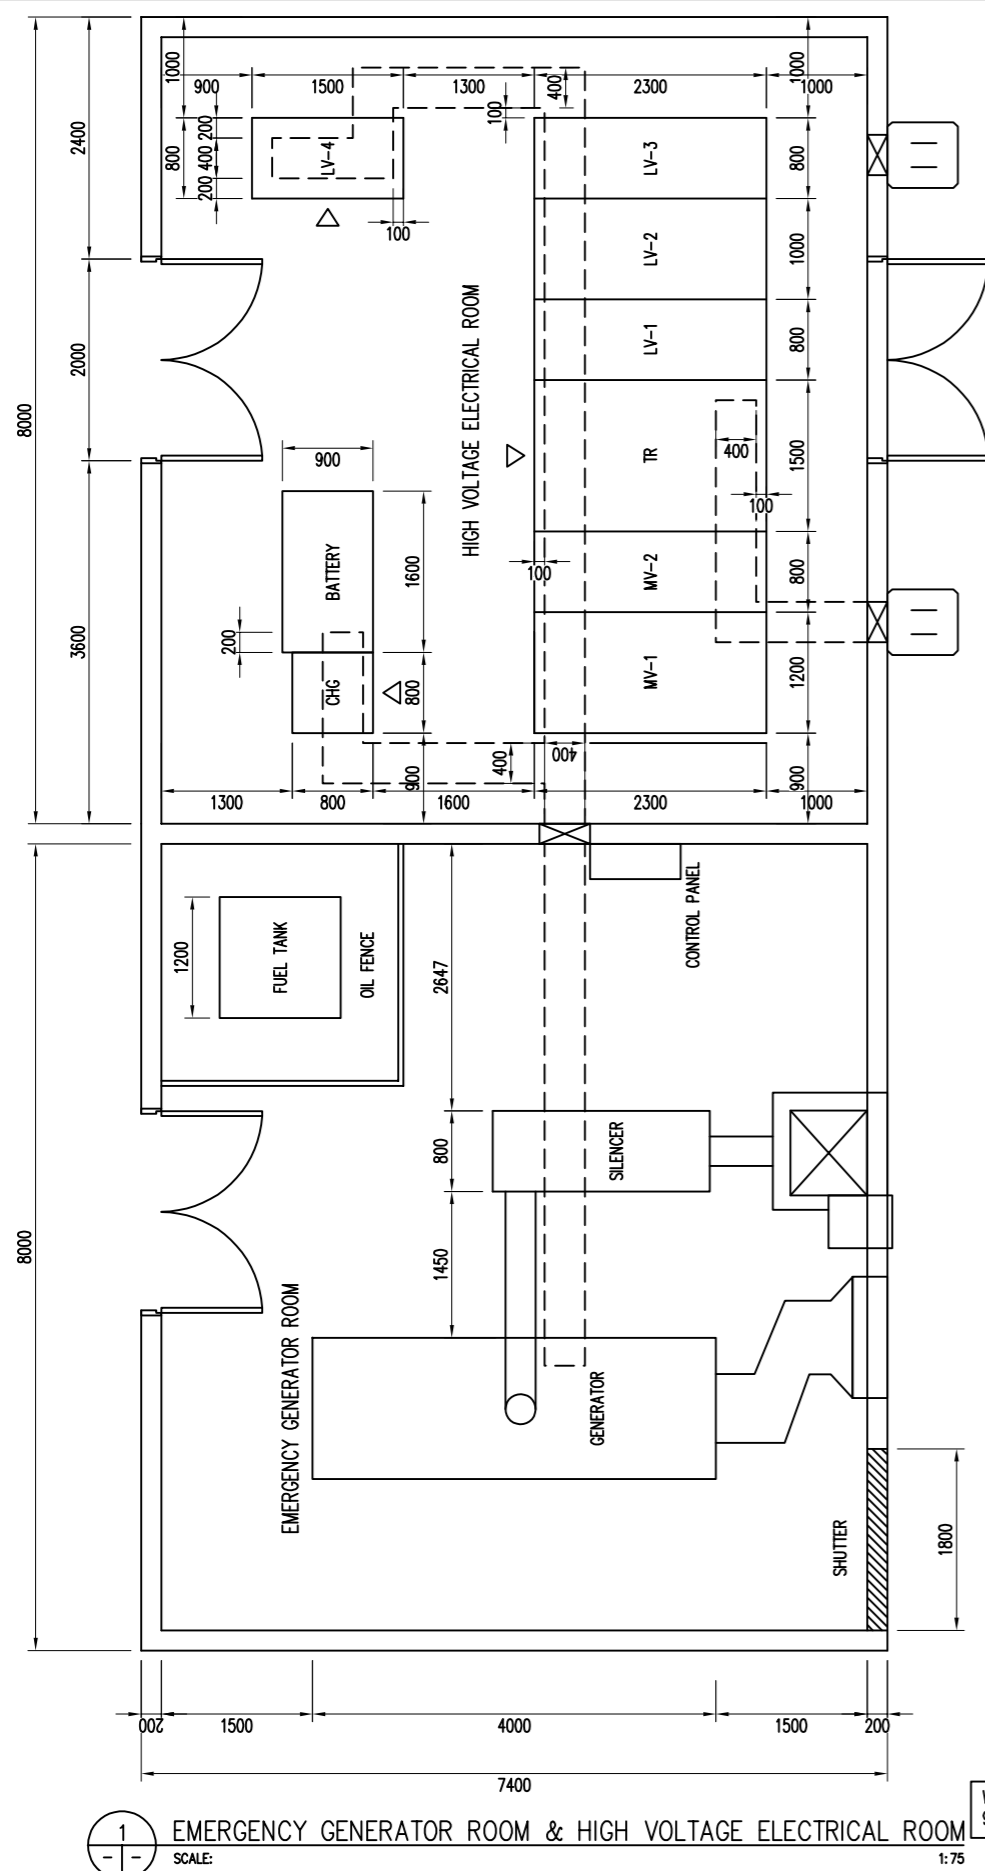 1000
1000
900
1500
1300
400
2300
1000
100
2400
800
200
400
200
LV-4
100
LV-3
800
LV-2
1000
HIGH VOLTAGE ELECTRICAL ROOM
LV-1
800
2000
8000
900
TR
400
1500
100
BATTERY
1600
100
MV-2
800
3600
200
CHG
800
MV-1
1200
400
400
900
900
1300
800
1600
2300
1000
CONTROL PANEL
1200
FUEL TANK
OIL FENCE
2647
800
SILENCER
8000
1450
EMERGENCY GENERATOR ROOM
GENERATOR
SHUTTER
1800
200
1500
4000
1500
200
7400
1
- -
EMERGENCY GENERATOR ROOM & HIGH VOLTAGE ELECTRICAL ROOM
SCALE:
1:75